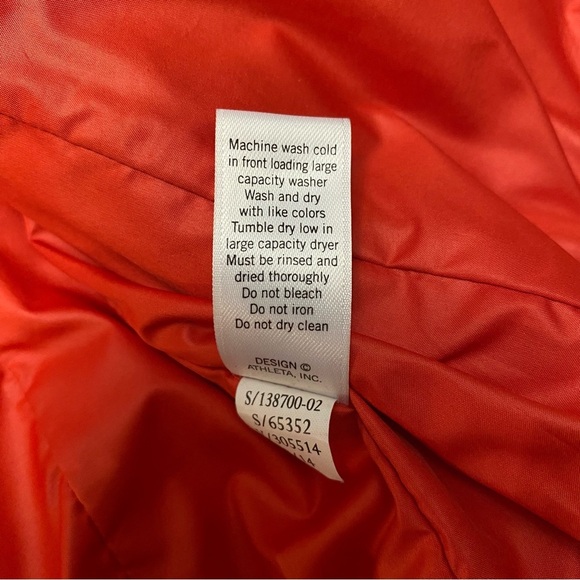 Machine wash cold
in front loading large
capacity washer
Wash and dry
with like colors
Tumble dry low in
large capacity dryer
Must be rinsed and
dried thoroughly
Do not bleach
Do not iron
Do not dry clean
DESIGN ©
ATHLETA, INC.
S/138700-02
S/65352
/305514